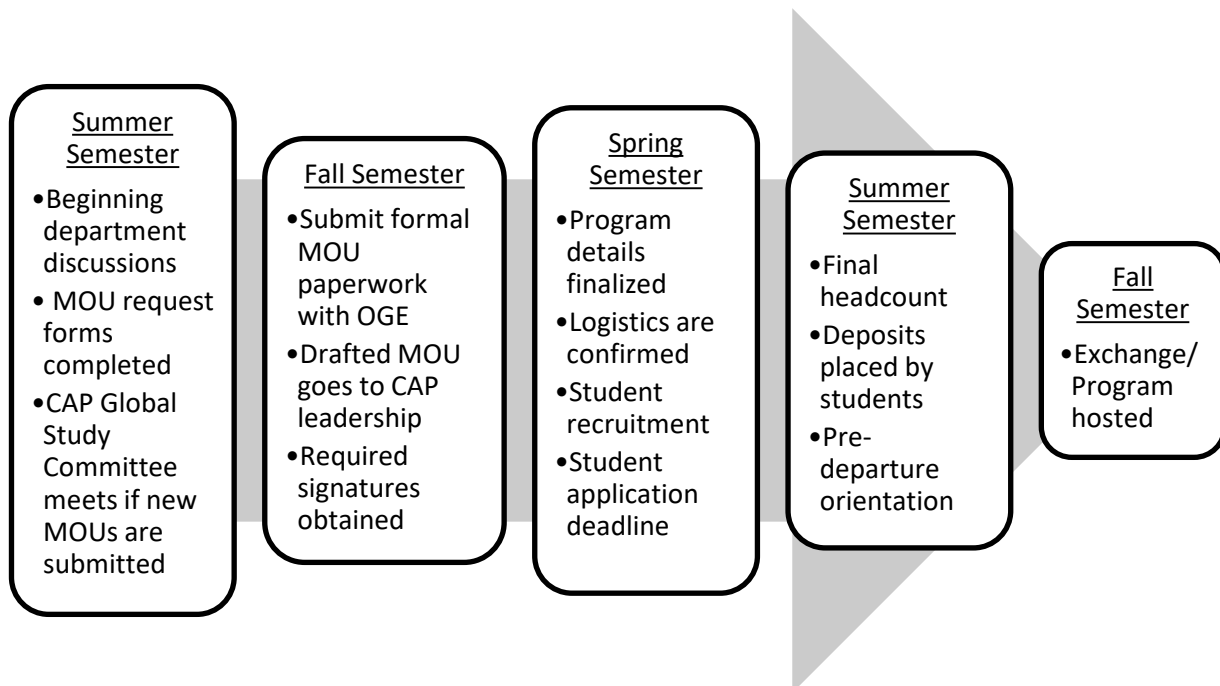 Summer
Semester
•Beginning
department
discussions
• MOU request
forms
completed
•CAP Global
Study
Committee
meets if new
MOUs are
submitted
Fall Semester
•Submit formal
MOU
paperwork
with OGE
•Drafted MOU
goes to CAP
leadership
•Required
signatures
obtained
Spring
Semester
•Program
details
finalized
•Logistics are
confirmed
•Student
recruitment
•Student
application
deadline
Summer
Semester
•Final
headcount
•Deposits
placed by
students
•Pre-
departure
orientation
Fall
Semester
•Exchange/
Program
hosted